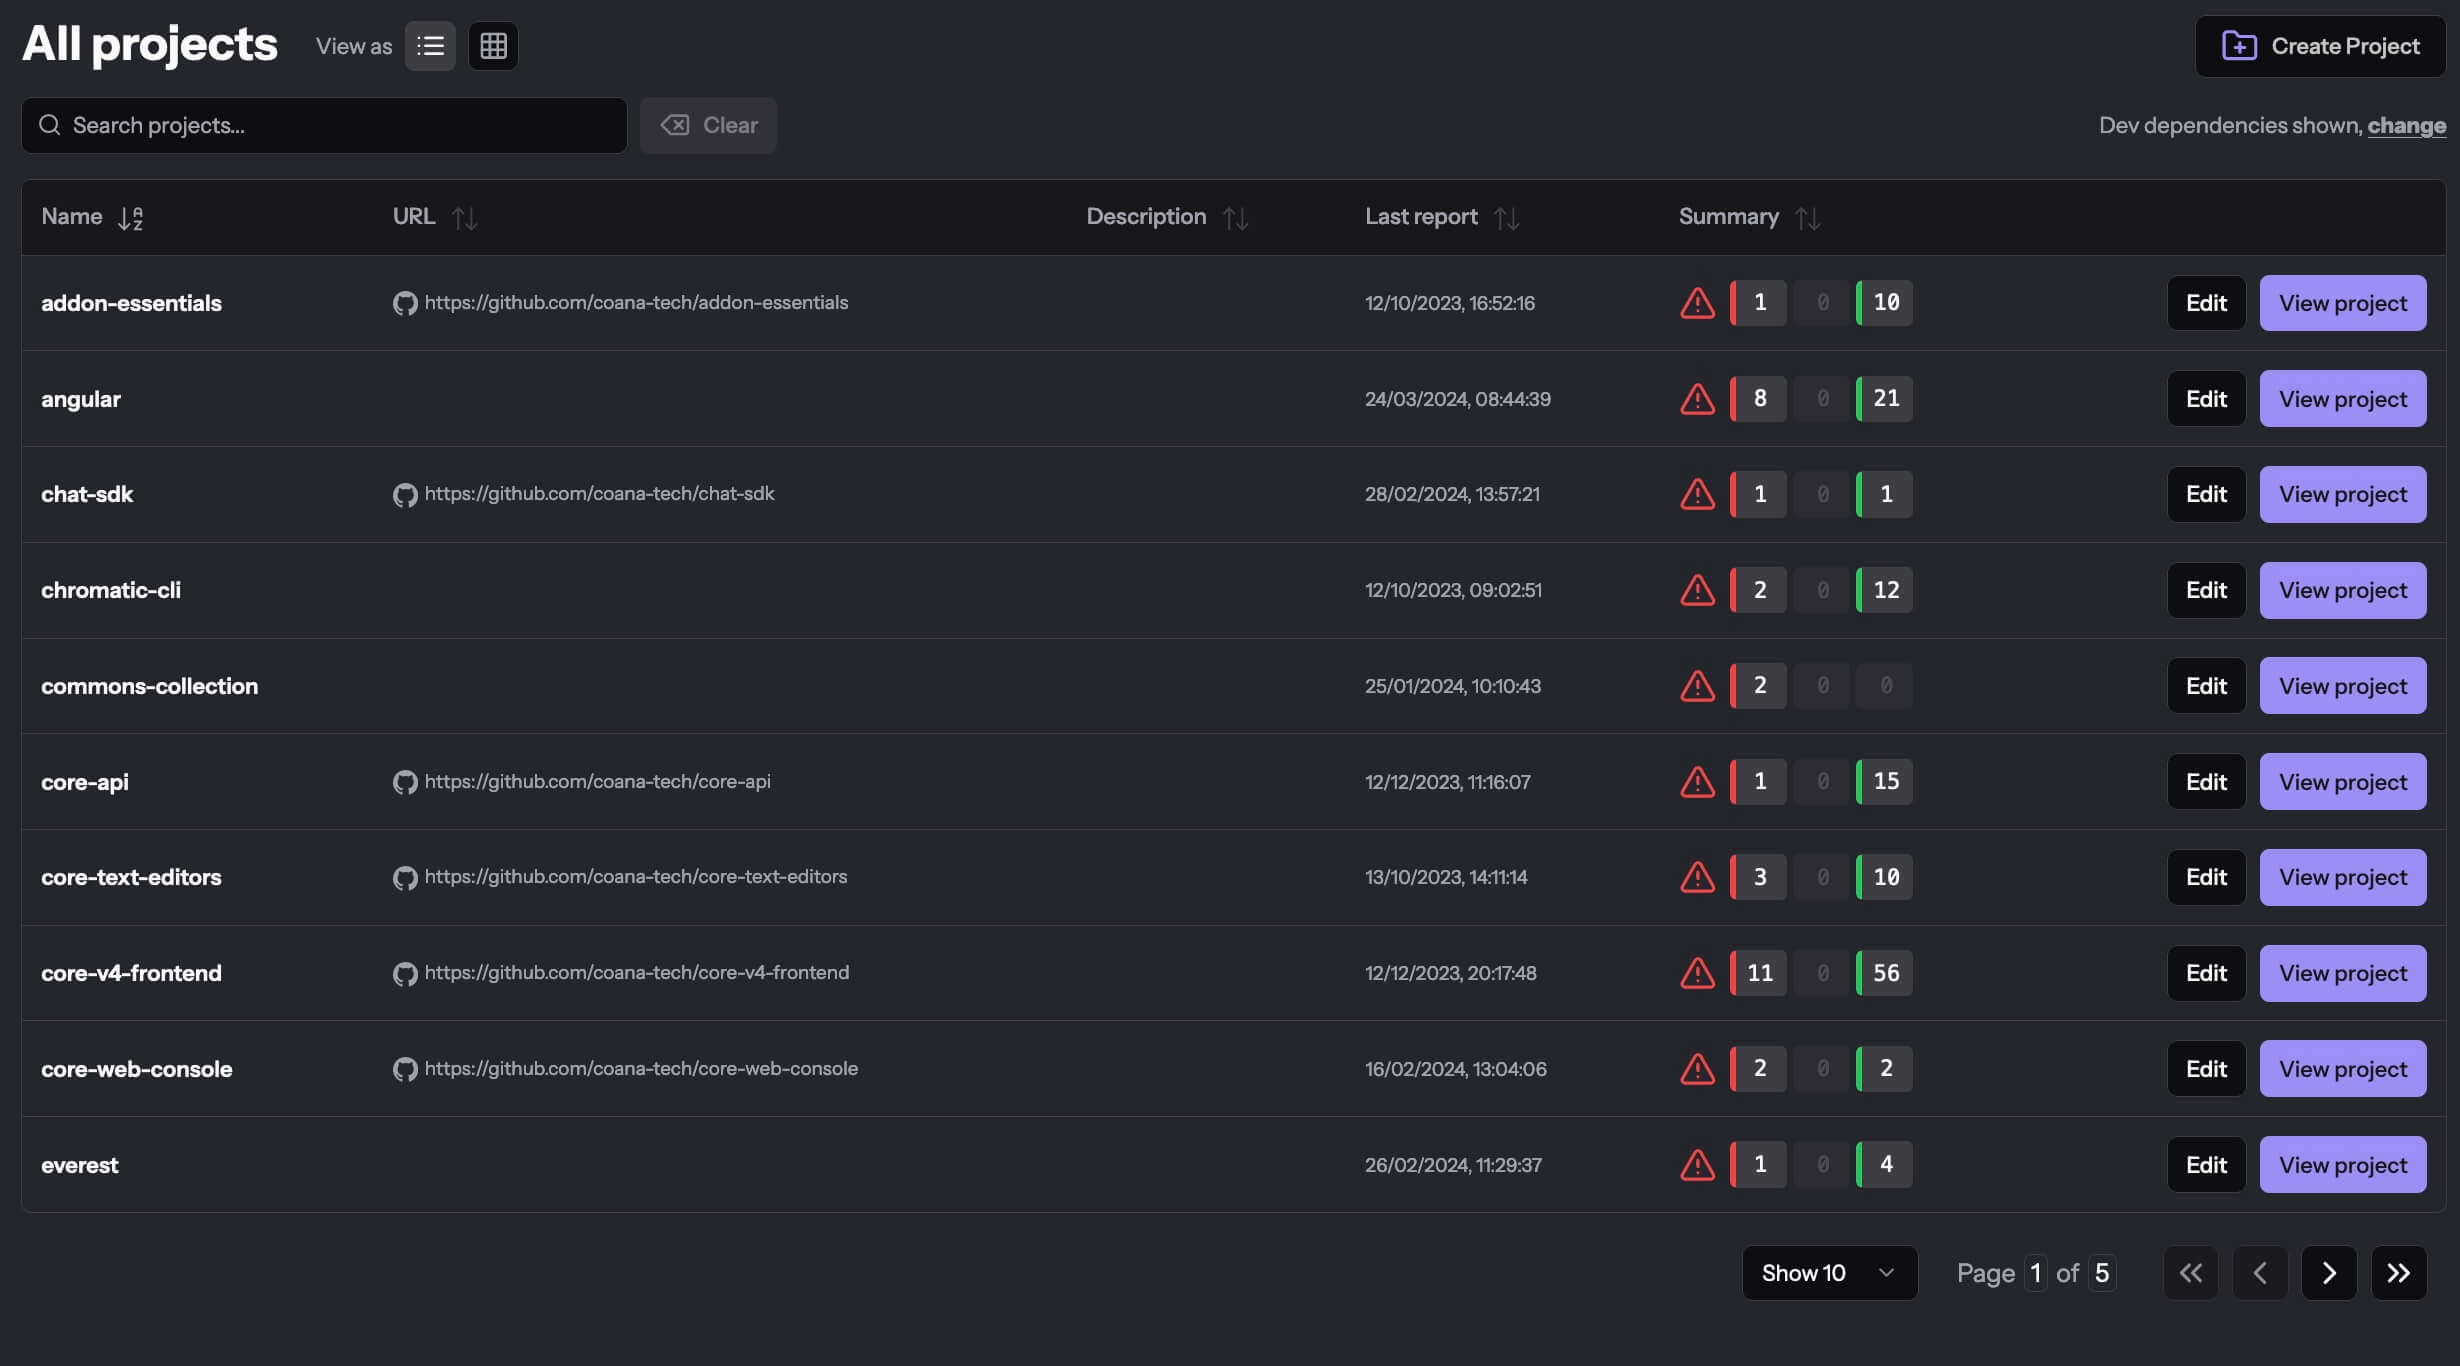 All projects View as Create Project
Search projects... Clear Dev dependencies shown, change
Name URL Description Last report Summary
addon-essentials https://github.com/coana-tech/addon-essentials 12/10/2023, 16:52:16 1 0 10 Edit View project
angular 24/03/2024, 08:44:39 8 0 21 Edit View project
chat-sdk https://github.com/coana-tech/chat-sdk 28/02/2024, 13:57:21 1 0 1 Edit View project
chromatic-cli 12/10/2023, 09:02:51 2 0 12 Edit View project
commons-collection 25/01/2024, 10:10:43 2 0 0 Edit View project
core-api https://github.com/coana-tech/core-api 12/12/2023, 11:16:07 1 0 15 Edit View project
core-text-editors https://github.com/coana-tech/core-text-editors 13/10/2023, 14:11:14 3 0 10 Edit View project
core-v4-frontend https://github.com/coana-tech/core-v4-frontend 12/12/2023, 20:17:48 11 0 56 Edit View project
core-web-console https://github.com/coana-tech/core-web-console 16/02/2024, 13:04:06 2 0 2 Edit View project
everest 26/02/2024, 11:29:37 1 0 4 Edit View project
Show 10 Page 1 of 5